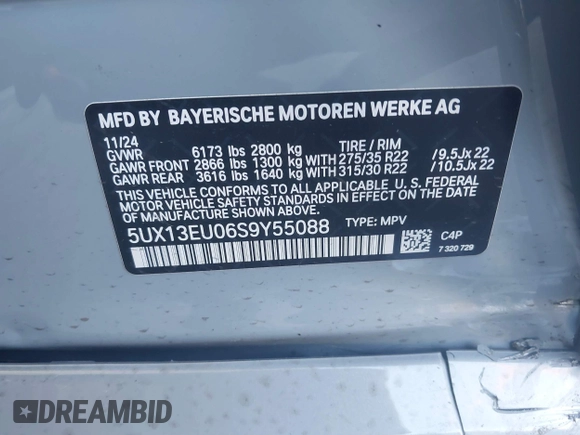 MFD BY BAYERISCHE MOTOREN WERKE AG
11/24
GVWR 6173 lbs 2800 kg TIRE / RIM
GAWR FRONT 2866 lbs 1300 kg WITH 275/35 R22 /9.5Jx 22
GAWR REAR 3616 lbs 1640 kg WITH 315/30 R22 /10.5Jx 22
THIS VEHICLE CONFORMS TO ALL APPLICABLE U. S. FEDERAL
MOTOR VEHICLE SAFETY STANDARDS IN EFFECT ON THE DATE
OF MANUFACTURE SHOWN ABOVE.
5UX13EU06S9Y55088 TYPE: MPV
C4P
7 320 729
DREAMBID